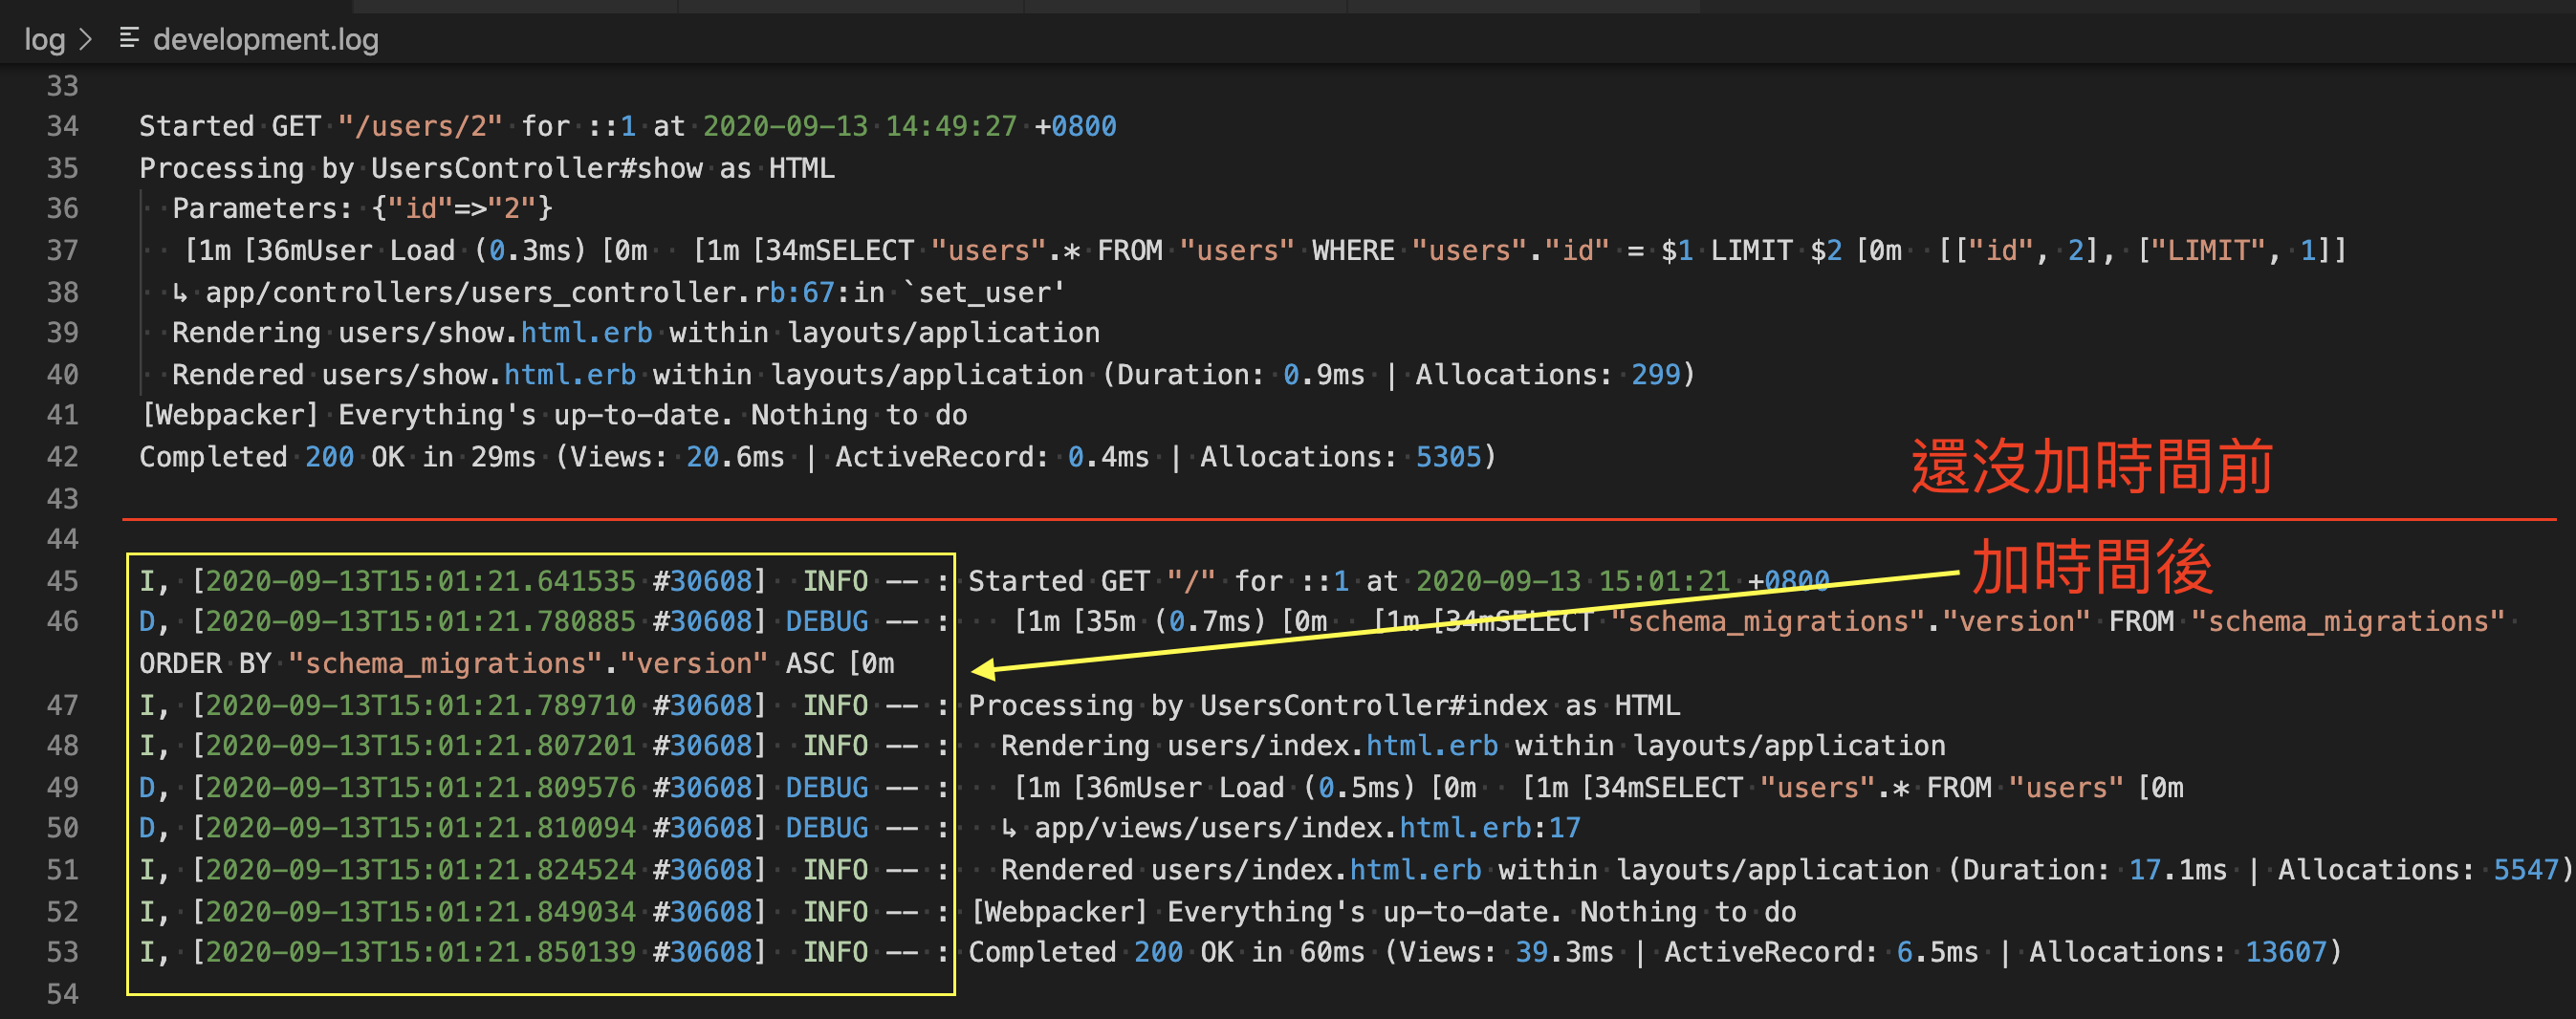 log > development.log
33
34 Started GET "/users/2" for ::1 at 2020-09-13 14:49:27 +0800
35 Processing by UsersController#show as HTML
36   Parameters: {"id"=>"2"}
37   [1m [36mUser Load (0.3ms) [0m  [1m [34mSELECT "users".* FROM "users" WHERE "users"."id" = $1 LIMIT $2 [0m  [["id", 2], ["LIMIT", 1]]
38   ↳ app/controllers/users_controller.rb:67:in `set_user'
39   Rendering users/show.html.erb within layouts/application
40   Rendered users/show.html.erb within layouts/application (Duration: 0.9ms | Allocations: 299)
41 [Webpacker] Everything's up-to-date. Nothing to do
42 Completed 200 OK in 29ms (Views: 20.6ms | ActiveRecord: 0.4ms | Allocations: 5305)
還沒加時間前
43
44
加時間後
45 I, [2020-09-13T15:01:21.641535 #30608]  INFO -- : Started GET "/" for ::1 at 2020-09-13 15:01:21 +0800
46 D, [2020-09-13T15:01:21.780885 #30608] DEBUG -- :   [1m [35m (0.7ms) [0m  [1m [34mSELECT "schema_migrations"."version" FROM "schema_migrations"
ORDER BY "schema_migrations"."version" ASC [0m
47 I, [2020-09-13T15:01:21.789710 #30608]  INFO -- : Processing by UsersController#index as HTML
48 I, [2020-09-13T15:01:21.807201 #30608]  INFO -- :   Rendering users/index.html.erb within layouts/application
49 D, [2020-09-13T15:01:21.809576 #30608] DEBUG -- :   [1m [36mUser Load (0.5ms) [0m  [1m [34mSELECT "users".* FROM "users" [0m
50 D, [2020-09-13T15:01:21.810094 #30608] DEBUG -- :   ↳ app/views/users/index.html.erb:17
51 I, [2020-09-13T15:01:21.824524 #30608]  INFO -- :   Rendered users/index.html.erb within layouts/application (Duration: 17.1ms | Allocations: 5547)
52 I, [2020-09-13T15:01:21.849034 #30608]  INFO -- : [Webpacker] Everything's up-to-date. Nothing to do
53 I, [2020-09-13T15:01:21.850139 #30608]  INFO -- : Completed 200 OK in 60ms (Views: 39.3ms | ActiveRecord: 6.5ms | Allocations: 13607)
54